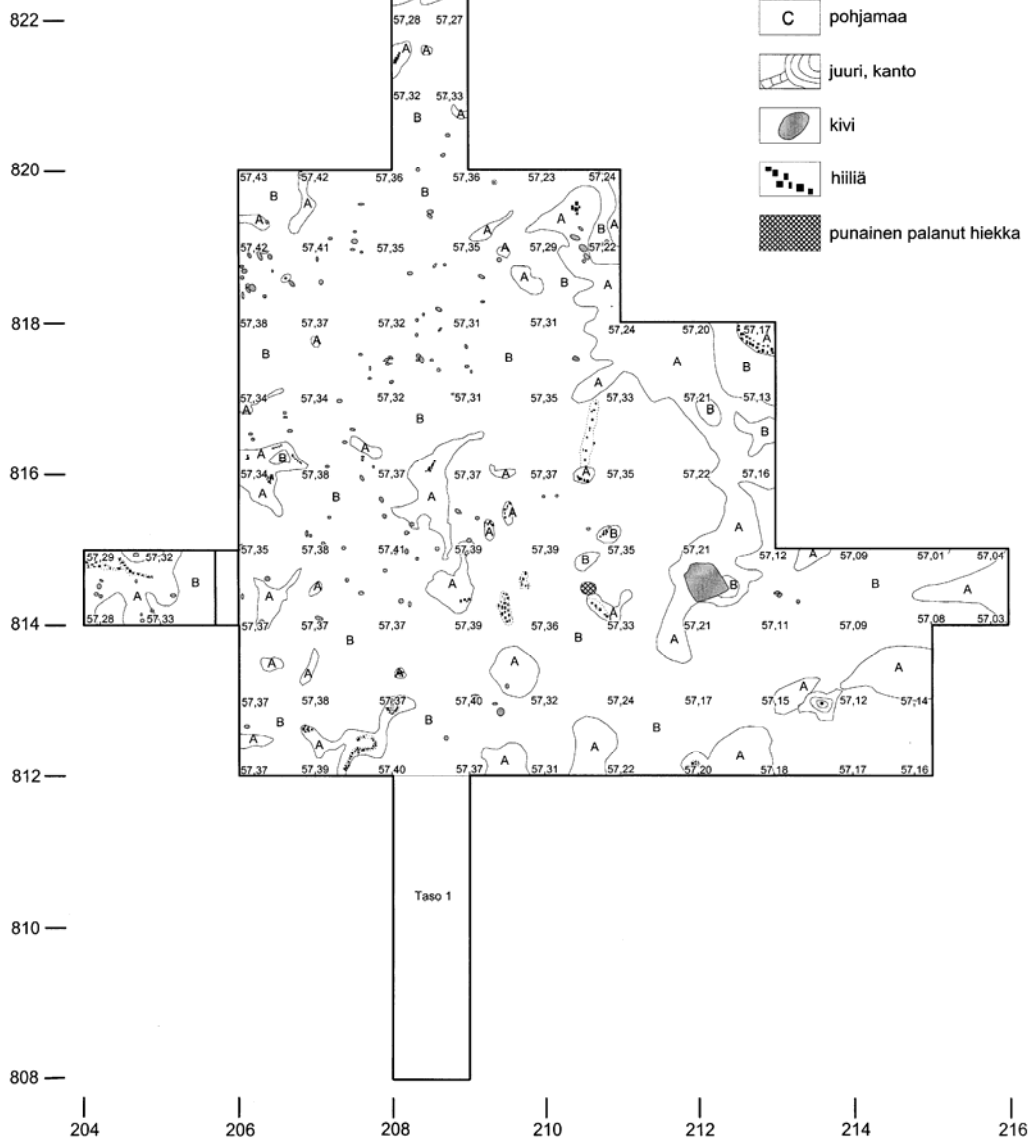 822
57,28 57,27
C pohjamaa
A A
juuri, kanto
57,32 57,33
A
B
kivi
820
57,43 57,42 57,36 57,36 57,23 57,24
hiiliä
B B
A
A A B A
A
punainen palanut hiekka
57,42 57,41 57,35 57,35 A 57,29 57,22
A B A
818
57,38 57,37 57,32 57,31 57,31 57,24 57,20 57,17
A A
B B A B
A
57,34 57,34 57,32 57,31 57,35 57,33 57,21 57,13
A B B
B
A A
816
A B
57,34 57,38 57,37 57,37 A 57,37 A 57,35 57,22 57,16
A B A
A A B
A B
57,35 57,38 57,41 57,39 57,39 57,35 57,21 57,12 57,09 57,01 57,04
57,29 57,32 A
B
B A A B B A
A A
A
814
57,28 57,33 57,37 57,37 57,37 57,39 57,36 57,33 57,21 57,11 57,09 57,08 57,03
B B A
A A A A A
A
57,37 57,38 57,37 57,40 57,32 57,24 57,17 57,15 57,12 57,14
B B B
A A A A A
812
57,37 57,39 57,40 57,37 57,31 57,22 57,20 57,18 57,17 57,16
Taso 1
810
808
204 206 208 210 212 214 216